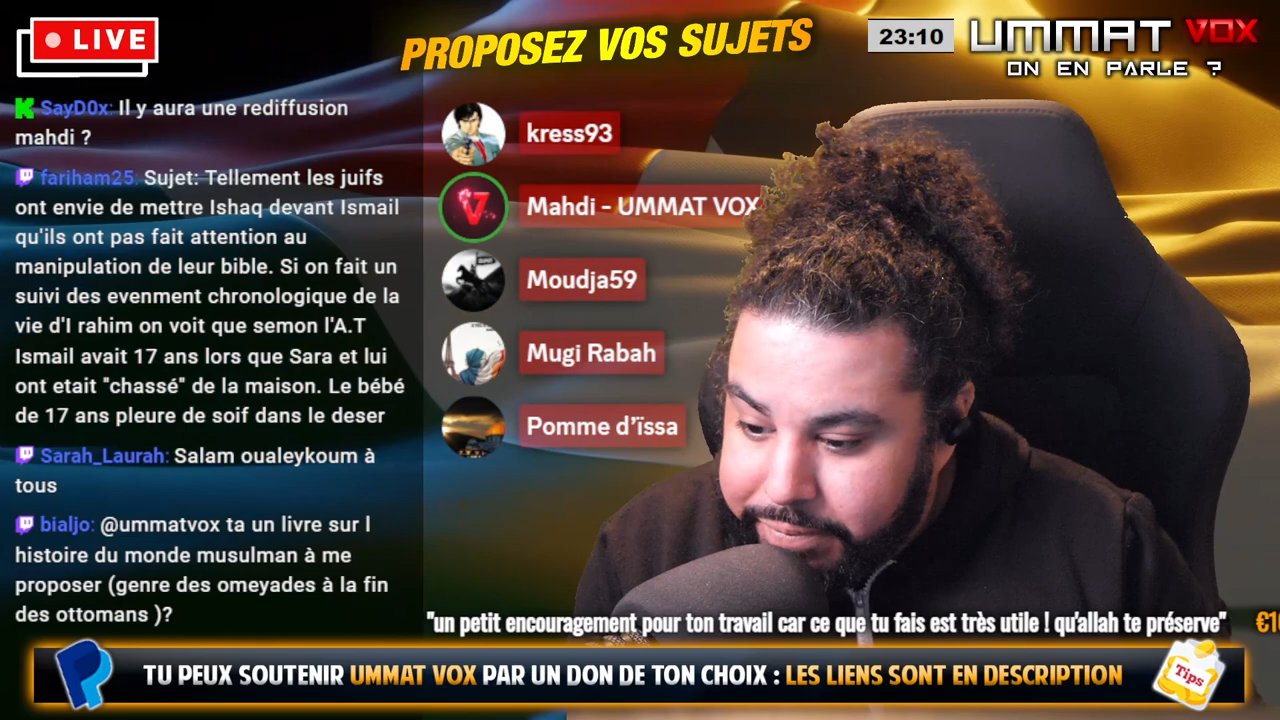 LIVE
PROPOSEZ VOS SUJETS
23:10
UMMAT VOX
ON EN PARLE ?
SayD0x: Il y aura une rediffusion
mahdi ?
fariham25: Sujet: Tellement les juifs
ont envie de mettre Ishaq devant Ismail
qu'ils ont pas fait attention au
manipulation de leur bible. Si on fait un
suivi des evenment chronologique de la
vie d'I rahim on voit que semon l'A.T
Ismail avait 17 ans lors que Sara et lui
ont etait "chassé" de la maison. Le bébé
de 17 ans pleure de soif dans le deser
Sarah_Laurah: Salam oualeykoum à
tous
bialjo: @ummatvox ta un livre sur l
histoire du monde musulman à me
proposer (genre des omeyades à la fin
des ottomans )?
kress93
Mahdi - UMMAT VOX
Moudja59
Mugi Rabah
Pomme d'ïssa
"un petit encouragement pour ton travail car ce que tu fais est très utile ! qu'allah te préserve"
TU PEUX SOUTENIR UMMAT VOX PAR UN DON DE TON CHOIX : LES LIENS SONT EN DESCRIPTION
Tips